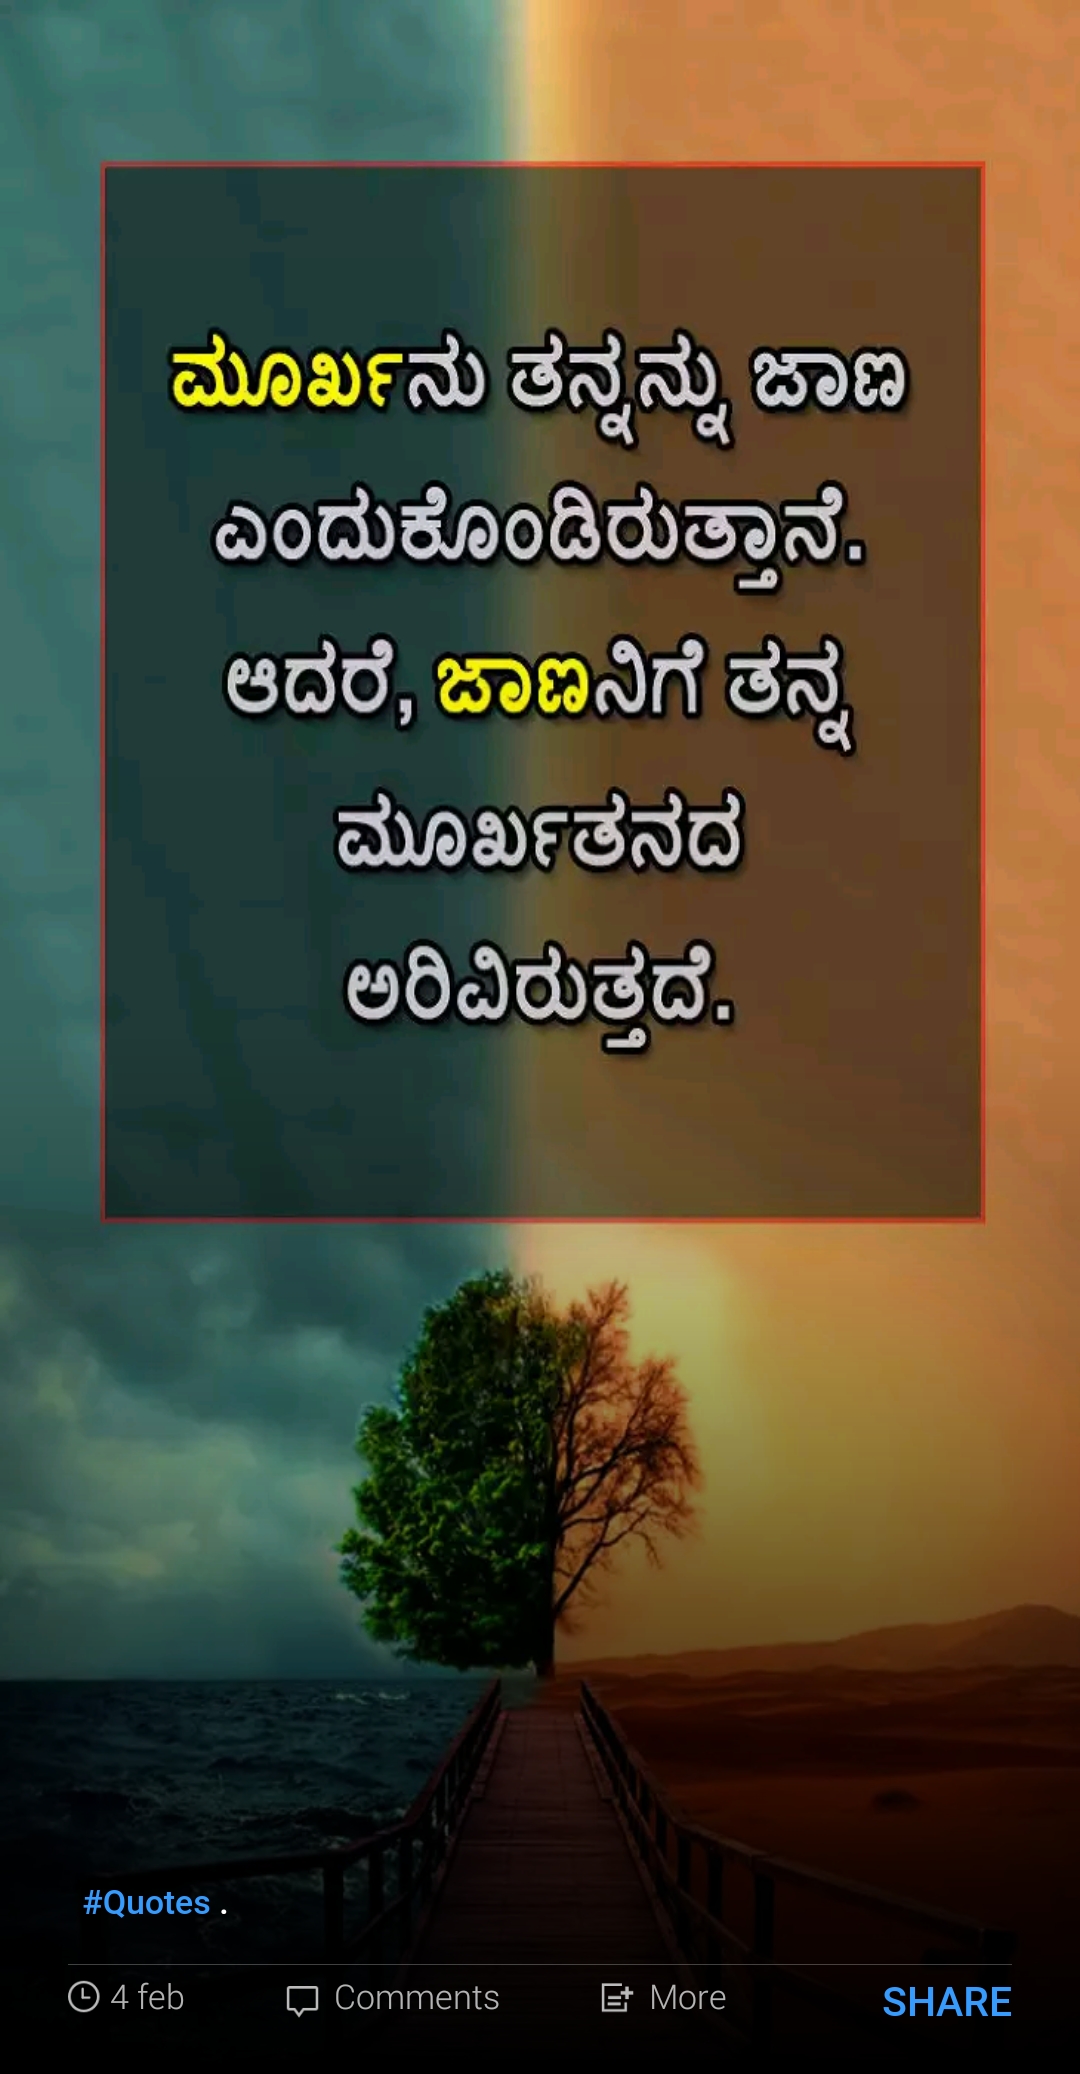 ಮೂರ್ಖನು ತನ್ನನ್ನು ಜಾಣ
ಎಂದುಕೊಂಡಿರುತ್ತಾನೆ.
ಆದರೆ, ಜಾಣನಿಗೆ ತನ್ನ
ಮೂರ್ಖತನದ
ಅರಿವಿರುತ್ತದೆ.
#Quotes .
4 feb Comments More SHARE